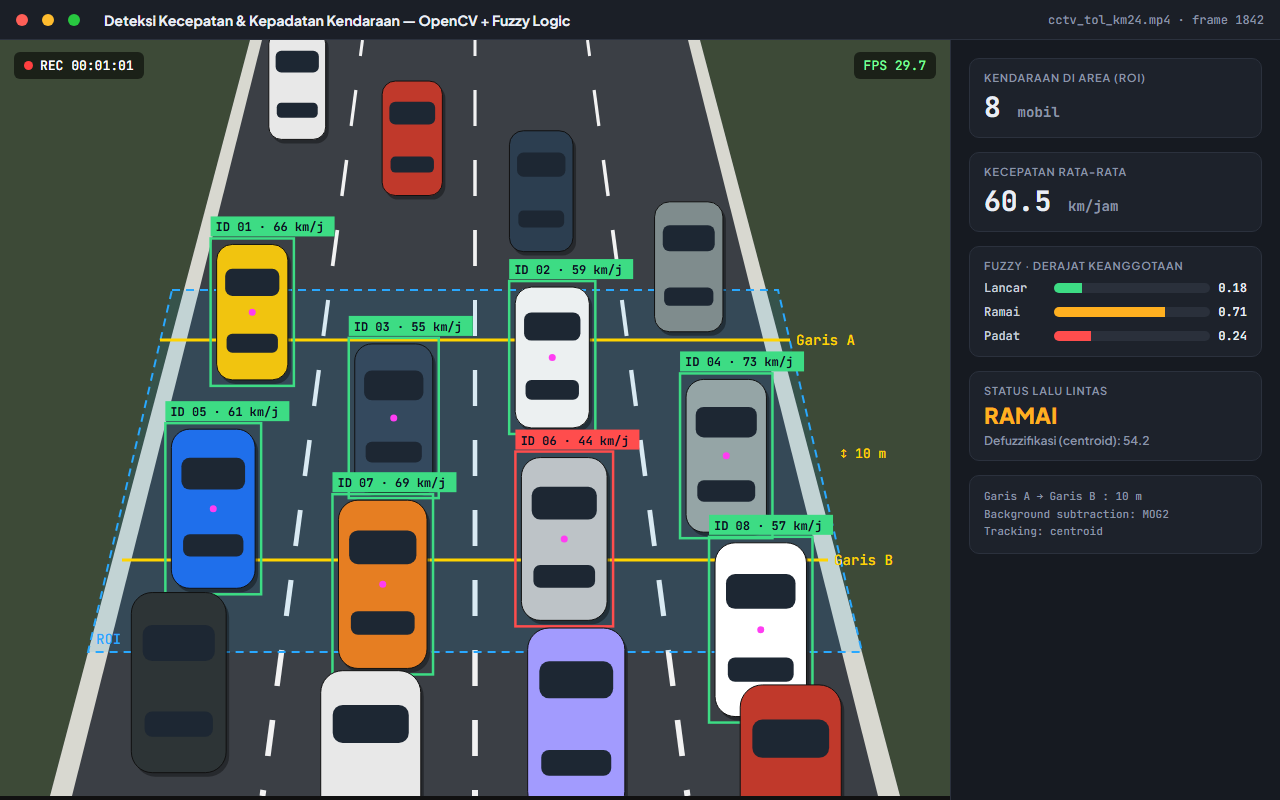 Deteksi Kecepatan & Kepadatan Kendaraan — OpenCV + Fuzzy Logic
cctv_tol_km24.mp4 · frame 1842
REC 00:01:01
FPS 29.7
ID 01 · 66 km/j
ID 02 · 59 km/j
ID 03 · 55 km/j
Garis A
ID 04 · 73 km/j
ID 05 · 61 km/j
ID 06 · 44 km/j
↕ 10 m
ID 07 · 69 km/j
ID 08 · 57 km/j
Garis B
ROI
KENDARAAN DI AREA (ROI)
8 mobil
KECEPATAN RATA-RATA
60.5 km/jam
FUZZY · DERAJAT KEANGGOTAAN
Lancar 0.18
Ramai 0.71
Padat 0.24
STATUS LALU LINTAS
RAMAI
Defuzzifikasi (centroid): 54.2
Garis A → Garis B : 10 m
Background subtraction: MOG2
Tracking: centroid